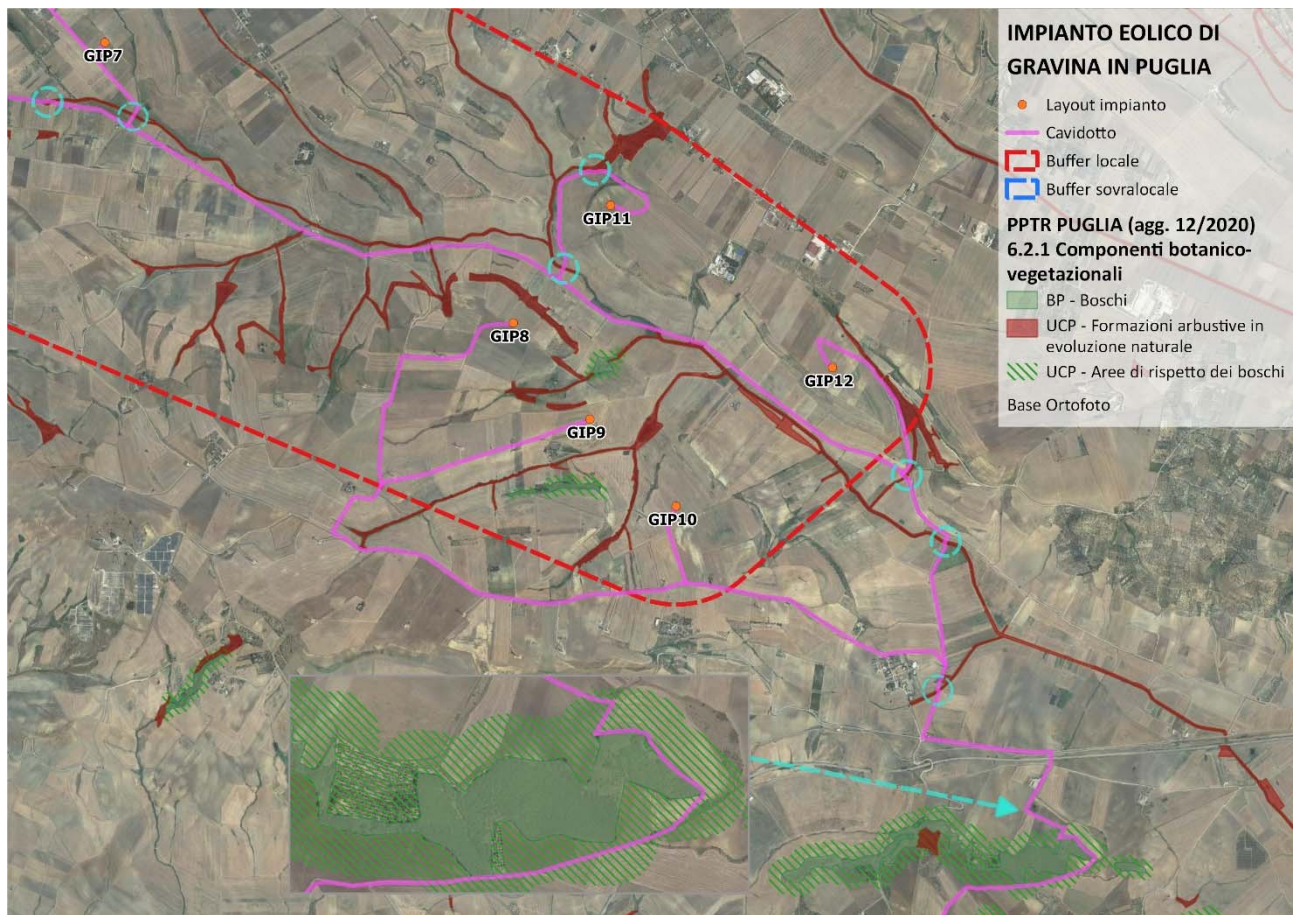 IMPIANTO EOLICO DI
GRAVINA IN PUGLIA
Layout impianto
Cavidotto
Buffer locale
Buffer sovralocale
PPTR PUGLIA (agg. 12/2020)
6.2.1 Componenti botanico-
vegetazionali
BP - Boschi
UCP - Formazioni arbustive in
evoluzione naturale
UCP - Aree di rispetto dei boschi
Base Ortofoto
GIP7
GIP11
GIP8
GIP12
GIP9
GIP10